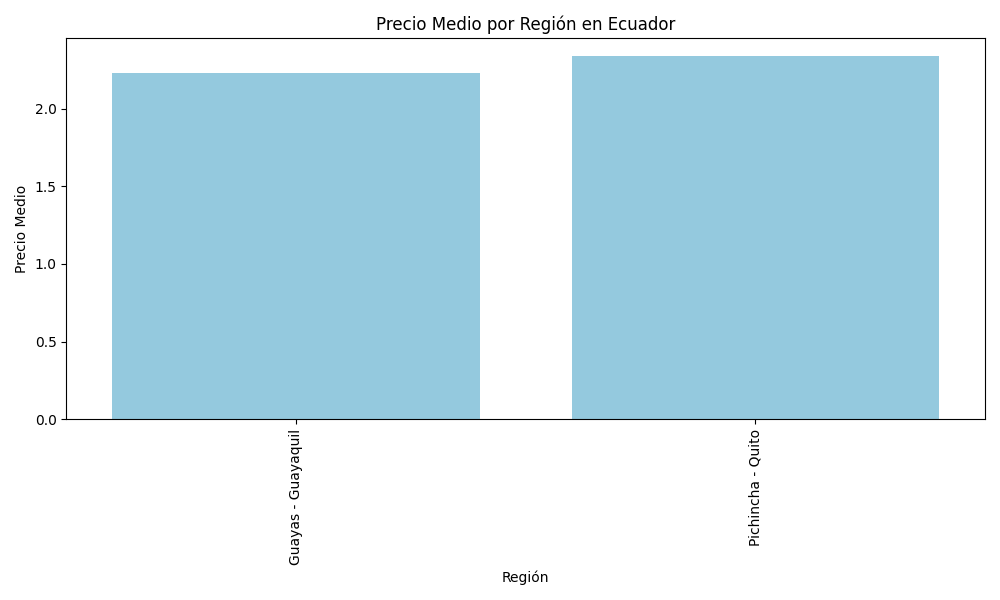 Precio Medio por Región en Ecuador
Precio Medio
2.0
1.5
1.0
0.5
0.0
Guayas - Guayaquil
Pichincha - Quito
Región